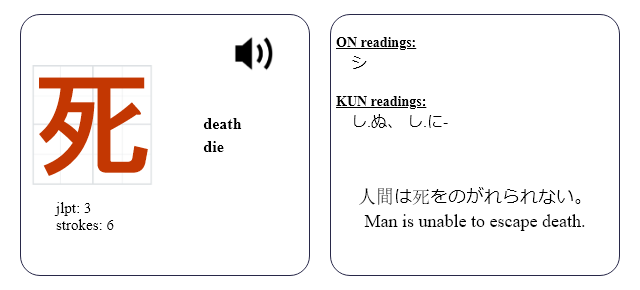 死
death
die
jlpt: 3
strokes: 6
ON readings:
シ
KUN readings:
し.ぬ、 し.に-
人間は死をのがれられない。
Man is unable to escape death.